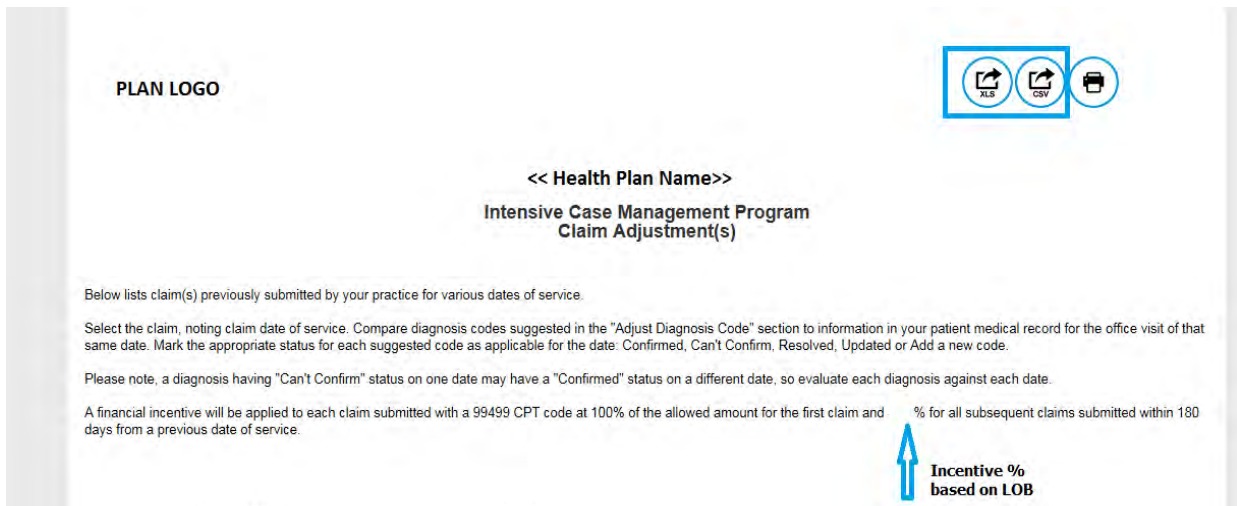 PLAN LOGO
XLS
CSV
<< Health Plan Name>>
Intensive Case Management Program
Claim Adjustment(s)
Below lists claim(s) previously submitted by your practice for various dates of service.
Select the claim, noting claim date of service. Compare diagnosis codes suggested in the "Adjust Diagnosis Code" section to information in your patient medical record for the office visit of that
same date. Mark the appropriate status for each suggested code as applicable for the date: Confirmed, Can't Confirm, Resolved, Updated or Add a new code.
Please note, a diagnosis having "Can't Confirm" status on one date may have a "Confirmed" status on a different date, so evaluate each diagnosis against each date.
A financial incentive will be applied to each claim submitted with a 99499 CPT code at 100% of the allowed amount for the first claim and % for all subsequent claims submitted within 180
days from a previous date of service.
Incentive %
based on LOB